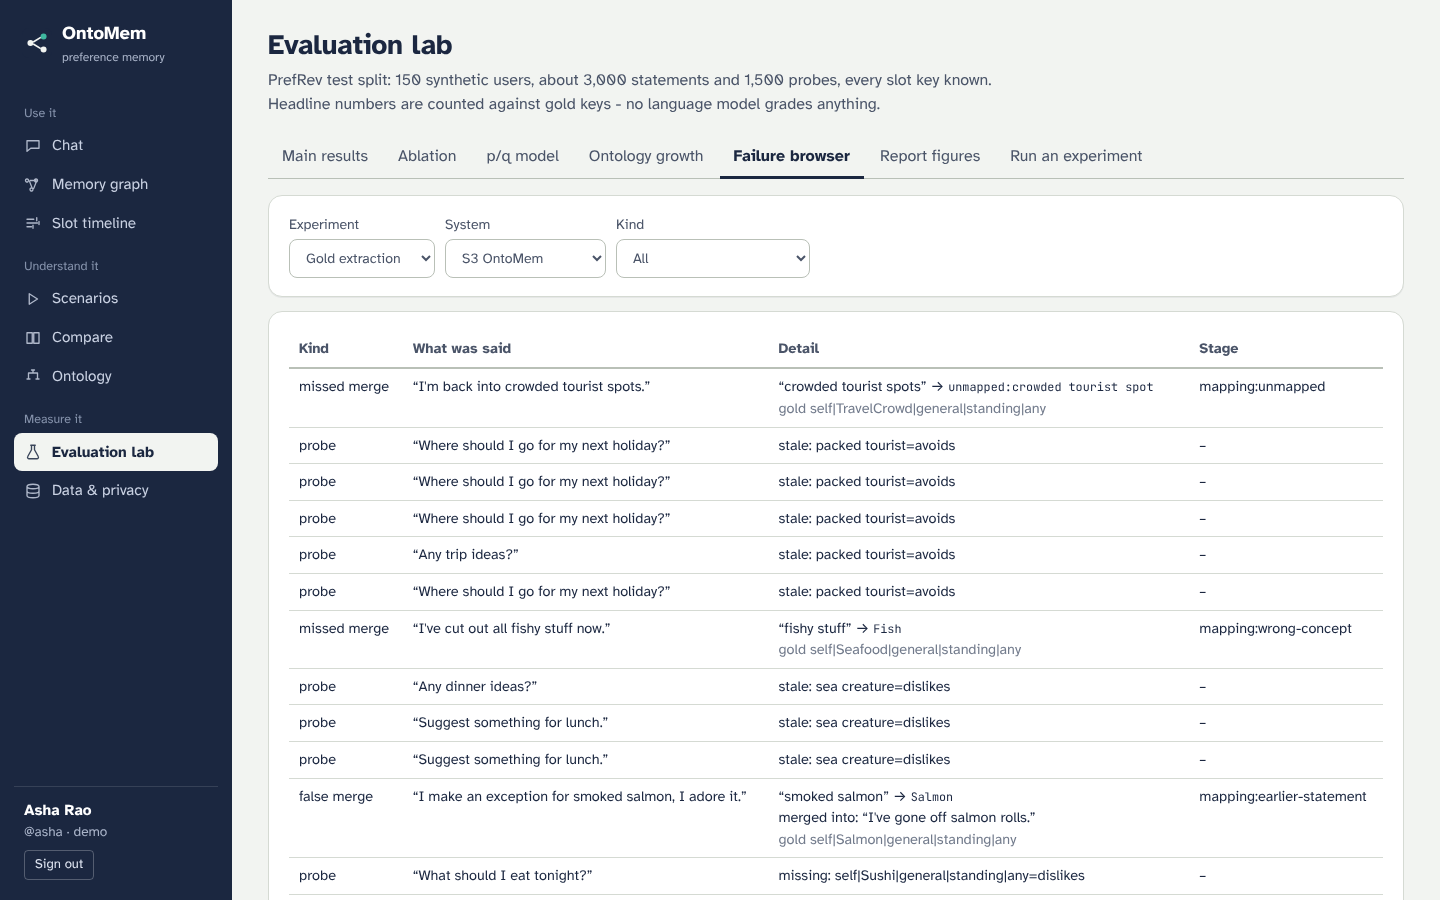 OntoMem
preference memory
Use it
Chat
Memory graph
Slot timeline
Understand it
Scenarios
Compare
Ontology
Measure it
Evaluation lab
Data & privacy
Asha Rao
@asha · demo
Sign out
Evaluation lab
PrefRev test split: 150 synthetic users, about 3,000 statements and 1,500 probes, every slot key known.
Headline numbers are counted against gold keys - no language model grades anything.
Main results Ablation p/q model Ontology growth Failure browser Report figures Run an experiment
Experiment System Kind
Gold extraction S3 OntoMem All
Kind What was said Detail Stage
missed merge “I'm back into crowded tourist spots.” “crowded tourist spots” → unmapped:crowded tourist spot mapping:unmapped
gold self|TravelCrowd|general|standing|any
probe “Where should I go for my next holiday?” stale: packed tourist=avoids –
probe “Where should I go for my next holiday?” stale: packed tourist=avoids –
probe “Where should I go for my next holiday?” stale: packed tourist=avoids –
probe “Any trip ideas?” stale: packed tourist=avoids –
probe “Where should I go for my next holiday?” stale: packed tourist=avoids –
missed merge “I've cut out all fishy stuff now.” “fishy stuff” → Fish mapping:wrong-concept
gold self|Seafood|general|standing|any
probe “Any dinner ideas?” stale: sea creature=dislikes –
probe “Suggest something for lunch.” stale: sea creature=dislikes –
probe “Suggest something for lunch.” stale: sea creature=dislikes –
false merge “I make an exception for smoked salmon, I adore it.” “smoked salmon” → Salmon mapping:earlier-statement
merged into: “I've gone off salmon rolls.”
gold self|Salmon|general|standing|any
probe “What should I eat tonight?” missing: self|Sushi|general|standing|any=dislikes –